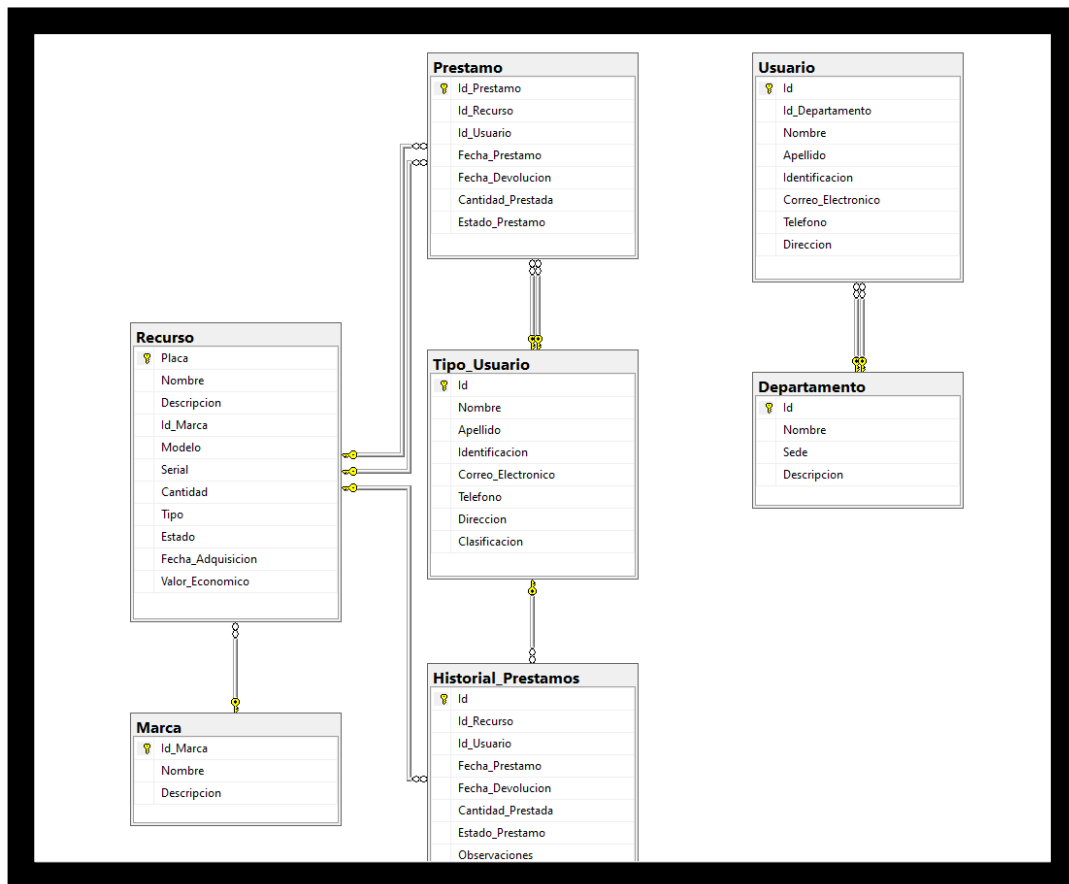 Prestamo
Id_Prestamo
Id_Recurso
Id_Usuario
Fecha_Prestamo
Fecha_Devolucion
Cantidad_Prestada
Estado_Prestamo
Usuario
Id
Id_Departamento
Nombre
Apellido
Identificacion
Correo_Electronico
Telefono
Direccion
Recurso
Placa
Nombre
Descripcion
Id_Marca
Modelo
Serial
Cantidad
Tipo
Estado
Fecha_Adquisicion
Valor_Economico
Tipo_Usuario
Id
Nombre
Apellido
Identificacion
Correo_Electronico
Telefono
Direccion
Clasificacion
Departamento
Id
Nombre
Sede
Descripcion
Marca
Id_Marca
Nombre
Descripcion
Historial_Prestamos
Id
Id_Recurso
Id_Usuario
Fecha_Prestamo
Fecha_Devolucion
Cantidad_Prestada
Estado_Prestamo
Observaciones